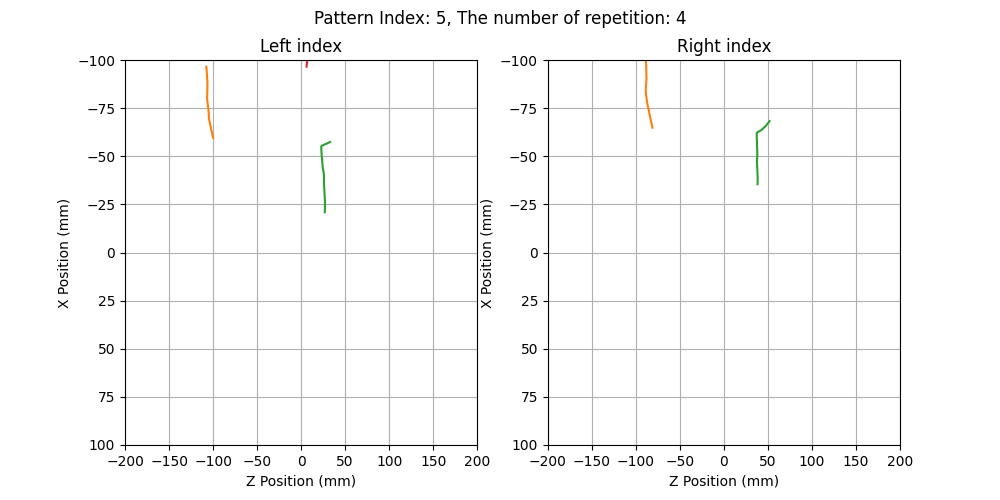 Pattern Index: 5, The number of repetition: 4
Left index
Right index
−100
−75
−50
−25
0
25
50
75
100
−200 −150 −100 −50 0 50 100 150 200
X Position (mm)
Z Position (mm)
−100
−75
−50
−25
0
25
50
75
100
−200 −150 −100 −50 0 50 100 150 200
X Position (mm)
Z Position (mm)